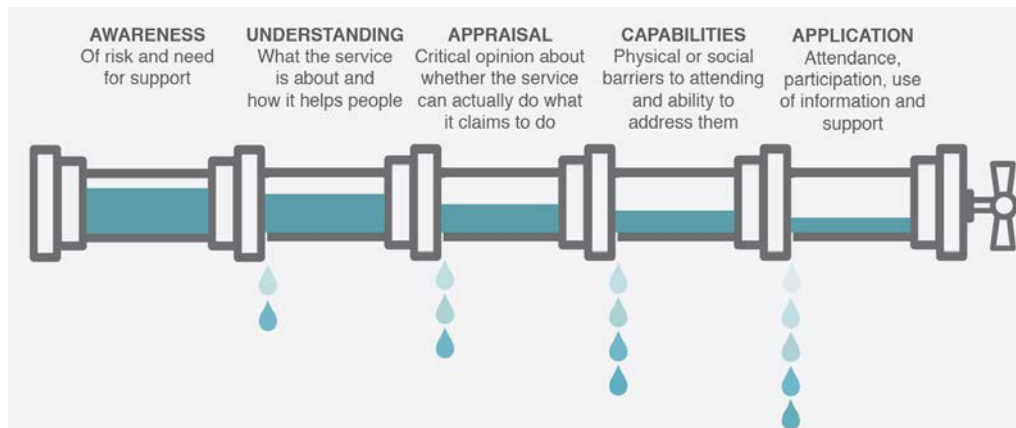 AWARENESS
Of risk and need
for support
UNDERSTANDING
What the service
is about and
how it helps people
APPRAISAL
Critical opinion about
whether the service
can actually do what
it claims to do
CAPABILITIES
Physical or social
barriers to attending
and ability to
address them
APPLICATION
Attendance,
participation, use
of information and
support